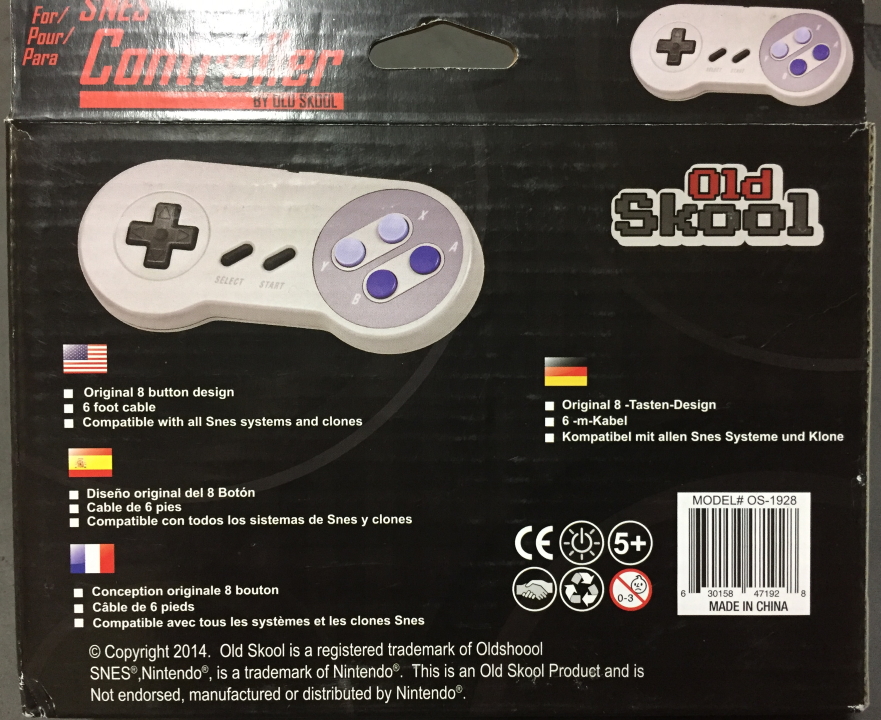 For/
Pour/
Para
SNES
Controller
BY OLD SKOOL
SELECT START
Old
Skool
X
Y
A
B
SELECT
START
Original 8 button design
6 foot cable
Compatible with all Snes systems and clones
Original 8 -Tasten-Design
6 -m-Kabel
Kompatibel mit allen Snes Systeme und Klone
Diseño original del 8 Botón
Cable de 6 pies
Compatible con todos los sistemas de Snes y clones
Conception originale 8 bouton
Câble de 6 pieds
Compatible avec tous les systèmes et les clones Snes
CE
5+
0-3
MODEL# OS-1928
6 30158 47192 8
MADE IN CHINA
© Copyright 2014. Old Skool is a registered trademark of Oldshoool
SNES®,Nintendo®, is a trademark of Nintendo®. This is an Old Skool Product and is
Not endorsed, manufactured or distributed by Nintendo®.